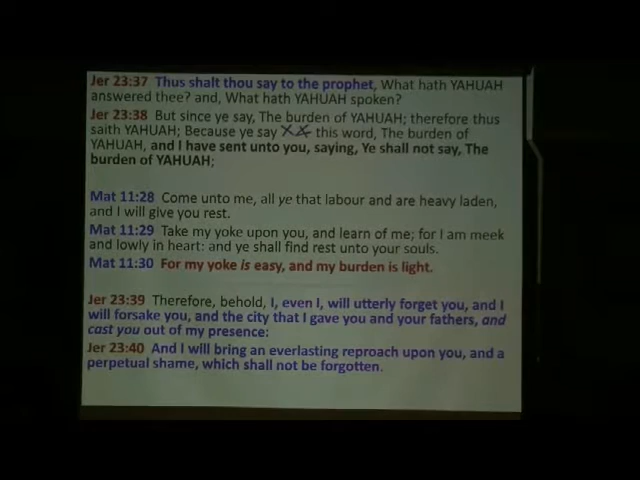 Jer 23:37 Thus shalt thou say to the prophet, What hath YAHUAH
answered thee? and, What hath YAHUAH spoken?
Jer 23:38 But since ye say, The burden of YAHUAH; therefore thus
saith YAHUAH; Because ye say this word, The burden of
YAHUAH, and I have sent unto you, saying, Ye shall not say, The
burden of YAHUAH;
Mat 11:28 Come unto me, all ye that labour and are heavy laden,
and I will give you rest.
Mat 11:29 Take my yoke upon you, and learn of me; for I am meek
and lowly in heart: and ye shall find rest unto your souls.
Mat 11:30 For my yoke is easy, and my burden is light.
Jer 23:39 Therefore, behold, I, even I, will utterly forget you, and I
will forsake you, and the city that I gave you and your fathers, and
cast you out of my presence:
Jer 23:40 And I will bring an everlasting reproach upon you, and a
perpetual shame, which shall not be forgotten.